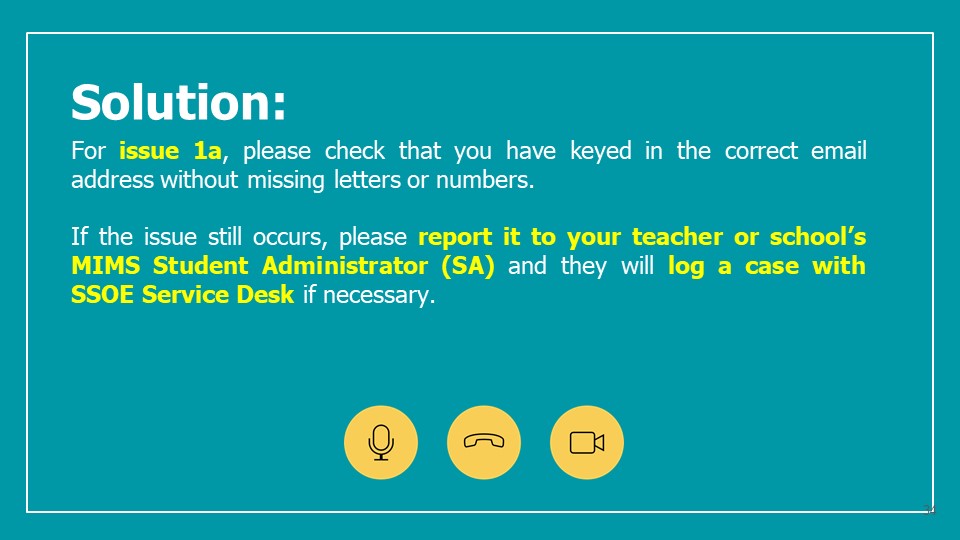 Solution:
For issue 1a, please check that you have keyed in the correct email
address without missing letters or numbers.
If the issue still occurs, please report it to your teacher or school’s
MIMS Student Administrator (SA) and they will log a case with
SSOE Service Desk if necessary.